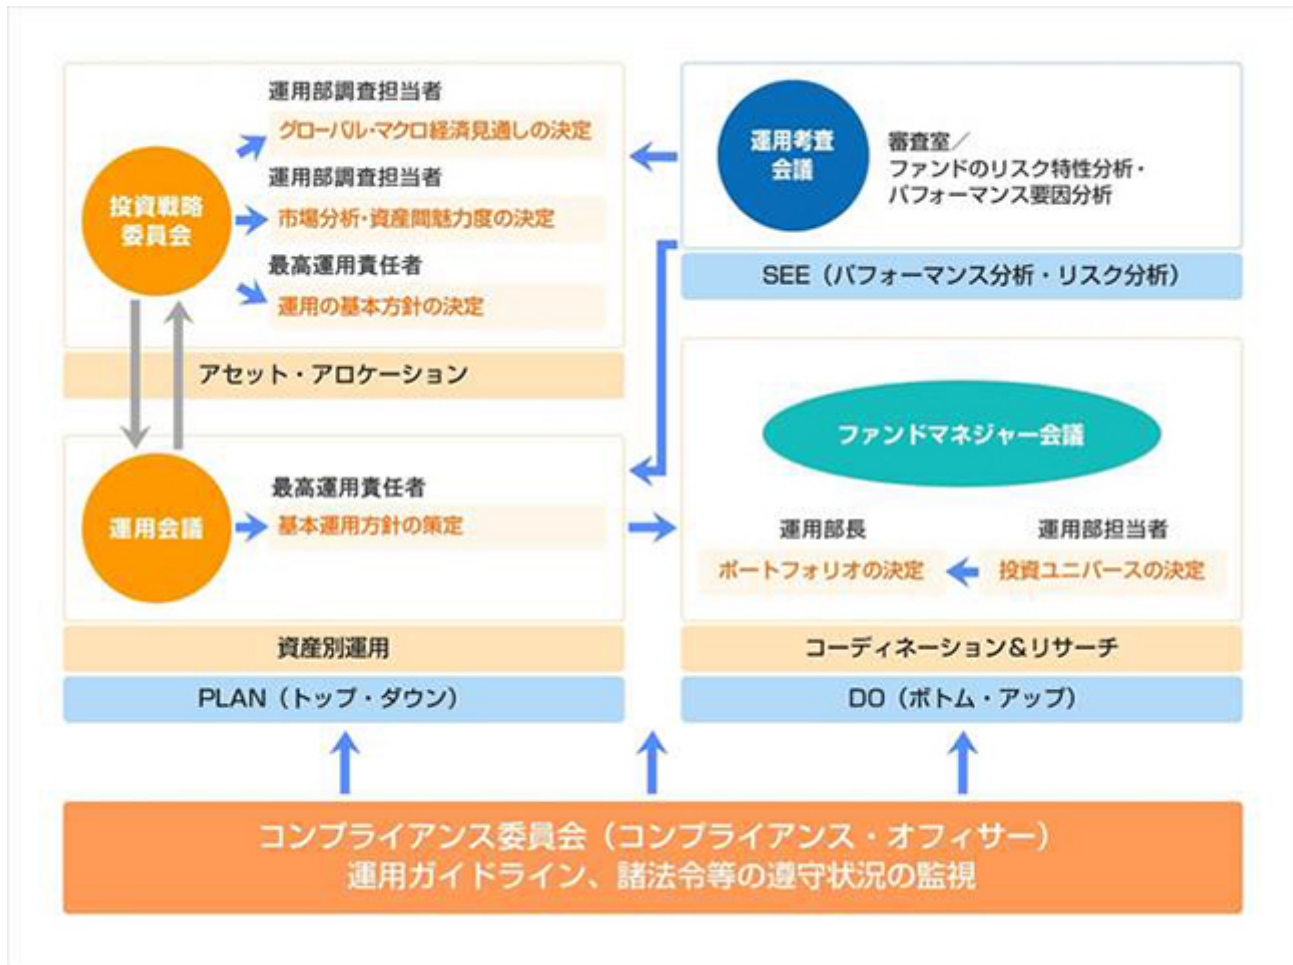 運用部調査担当者
グローバル・マクロ経済見通しの決定
投資戦略
委員会
運用部調査担当者
市場分析・資産間魅力度の決定
最高運用責任者
運用の基本方針の決定
アセット・アロケーション
運用考査
会議
審査室／
ファンドのリスク特性分析・
パフォーマンス要因分析
SEE（パフォーマンス分析・リスク分析）
運用会議
最高運用責任者
基本運用方針の策定
資産別運用
PLAN（トップ・ダウン）
ファンドマネジャー会議
運用部長
ポートフォリオの決定
運用部担当者
投資ユニバースの決定
コーディネーション＆リサーチ
DO（ボトム・アップ）
コンプライアンス委員会（コンプライアンス・オフィサー）
運用ガイドライン、諸法令等の遵守状況の監視